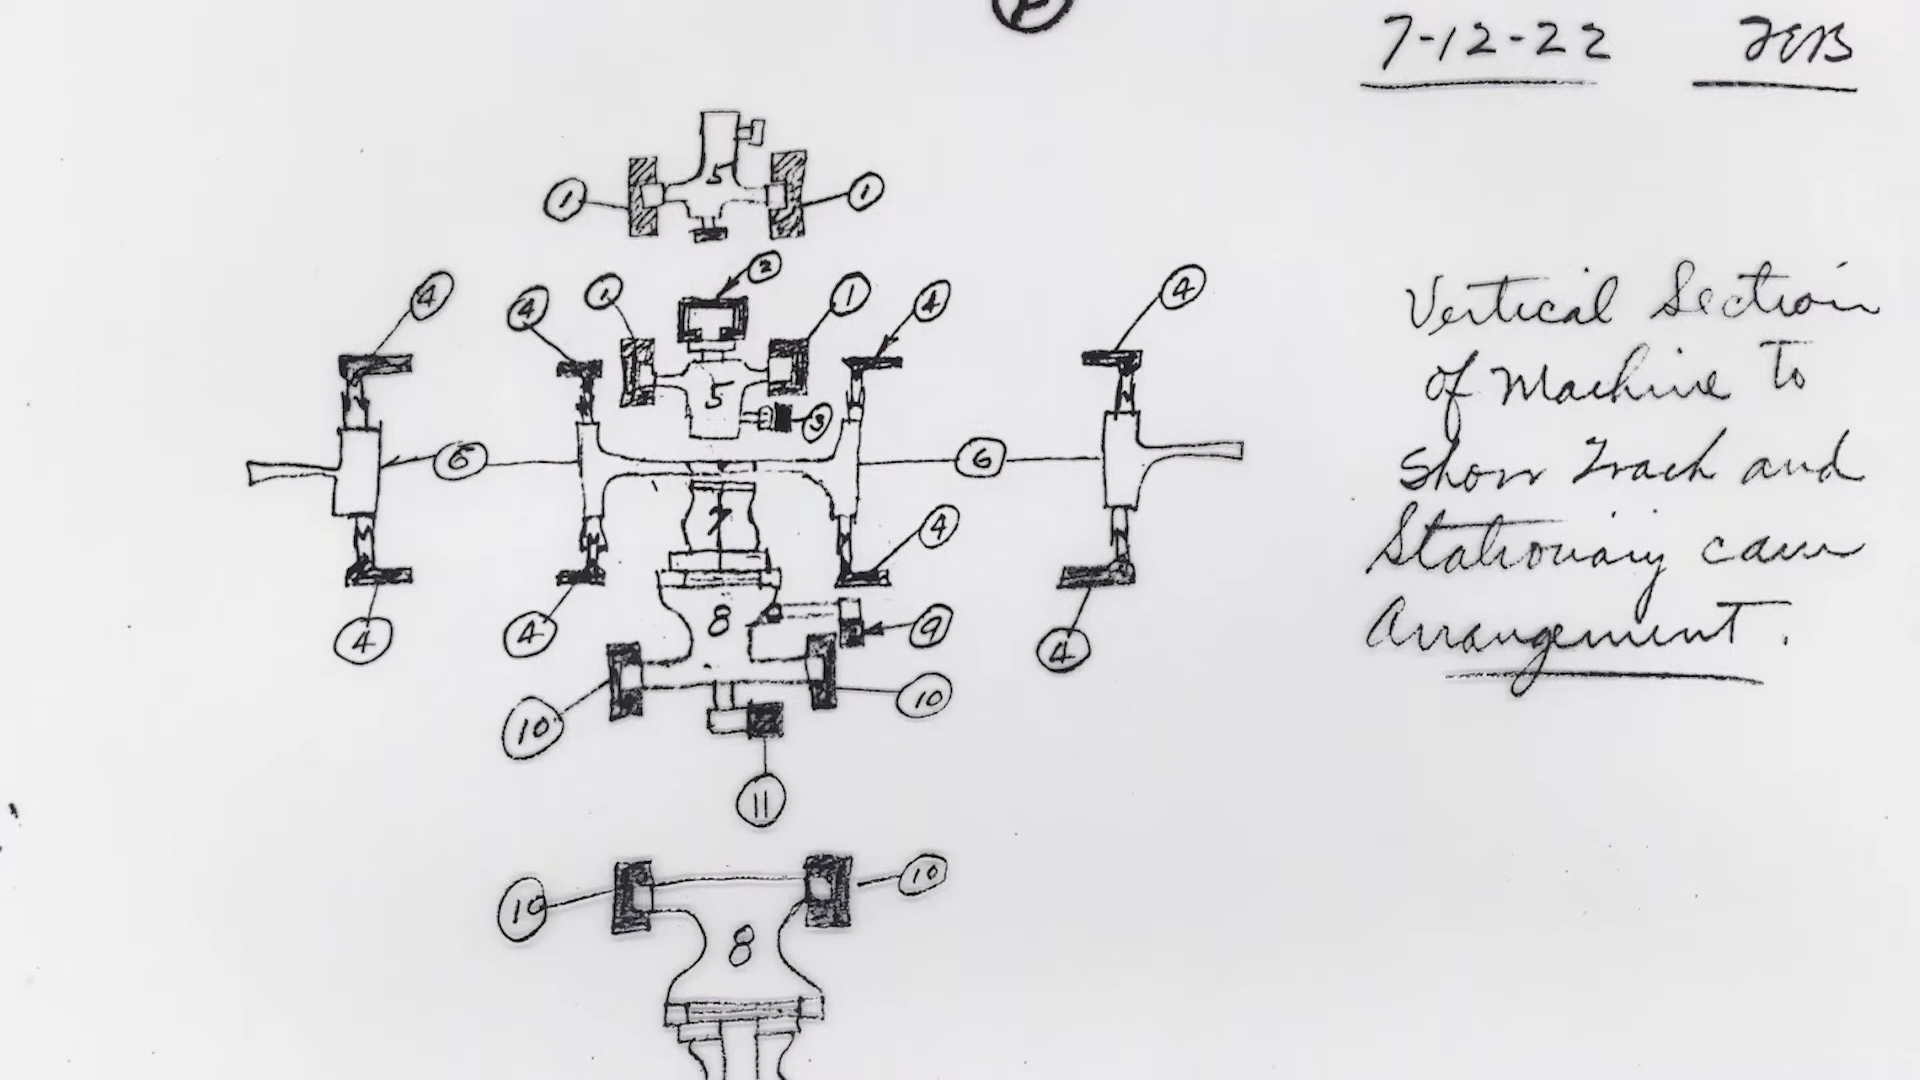 P
7-12-22
1 1
5
2
4 4 1 1 4 4
5
3
6 6
7
4
8
9
4 4 4
10 10
11
10 10
8
Vertical Section
of Machine To
Show Track and
Stationary cam
Arrangement.